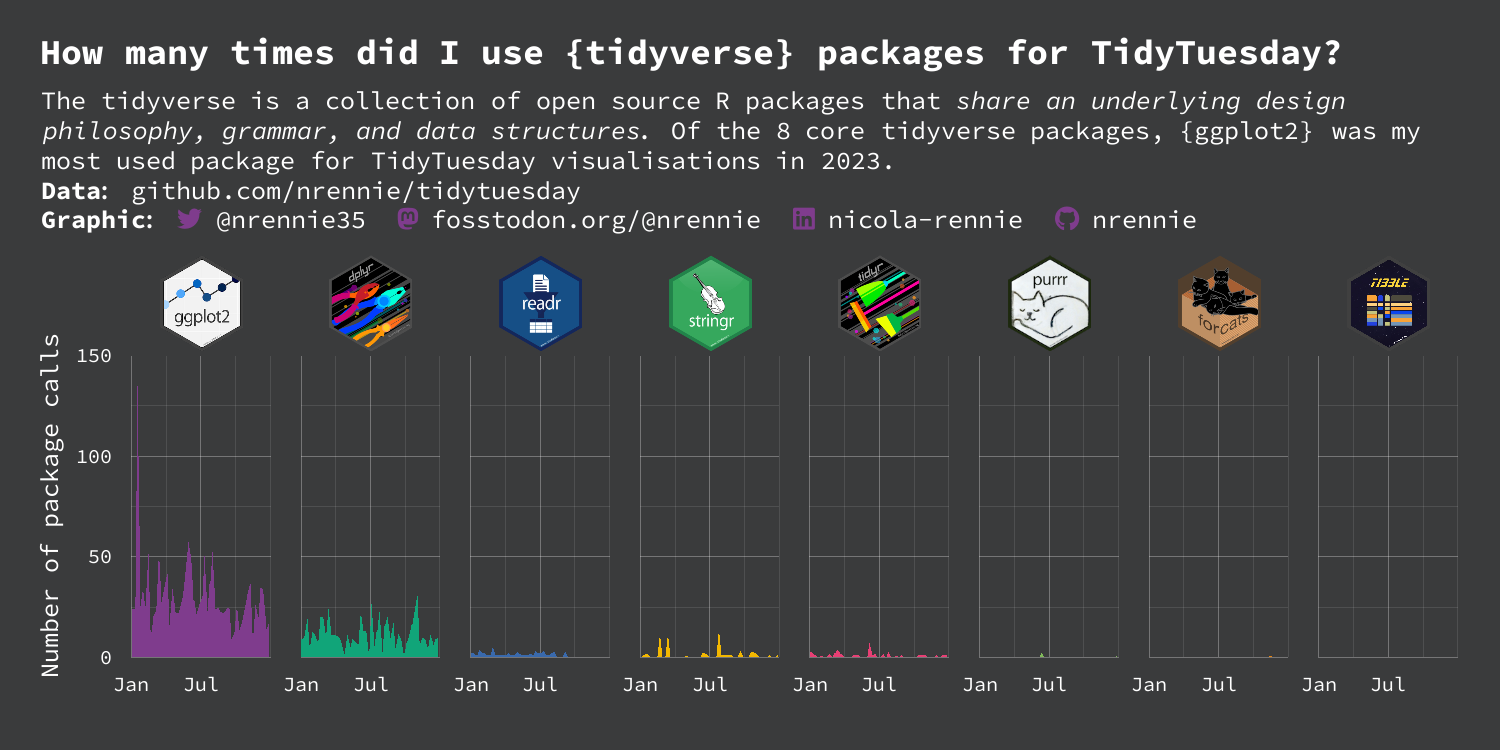 How many times did I use {tidyverse} packages for TidyTuesday?
The tidyverse is a collection of open source R packages that share an underlying design
philosophy, grammar, and data structures. Of the 8 core tidyverse packages, {ggplot2} was my
most used package for TidyTuesday visualisations in 2023.
Data: github.com/nrennie/tidytuesday
Graphic: @nrennie35 fosstodon.org/@nrennie nicola-rennie nrennie
ggplot2
dplyr
readr
stringr
tidyr
purrr
forcats
TIBBLE
Number of package calls
150
100
50
0
Jan Jul Jan Jul Jan Jul Jan Jul Jan Jul Jan Jul Jan Jul Jan Jul